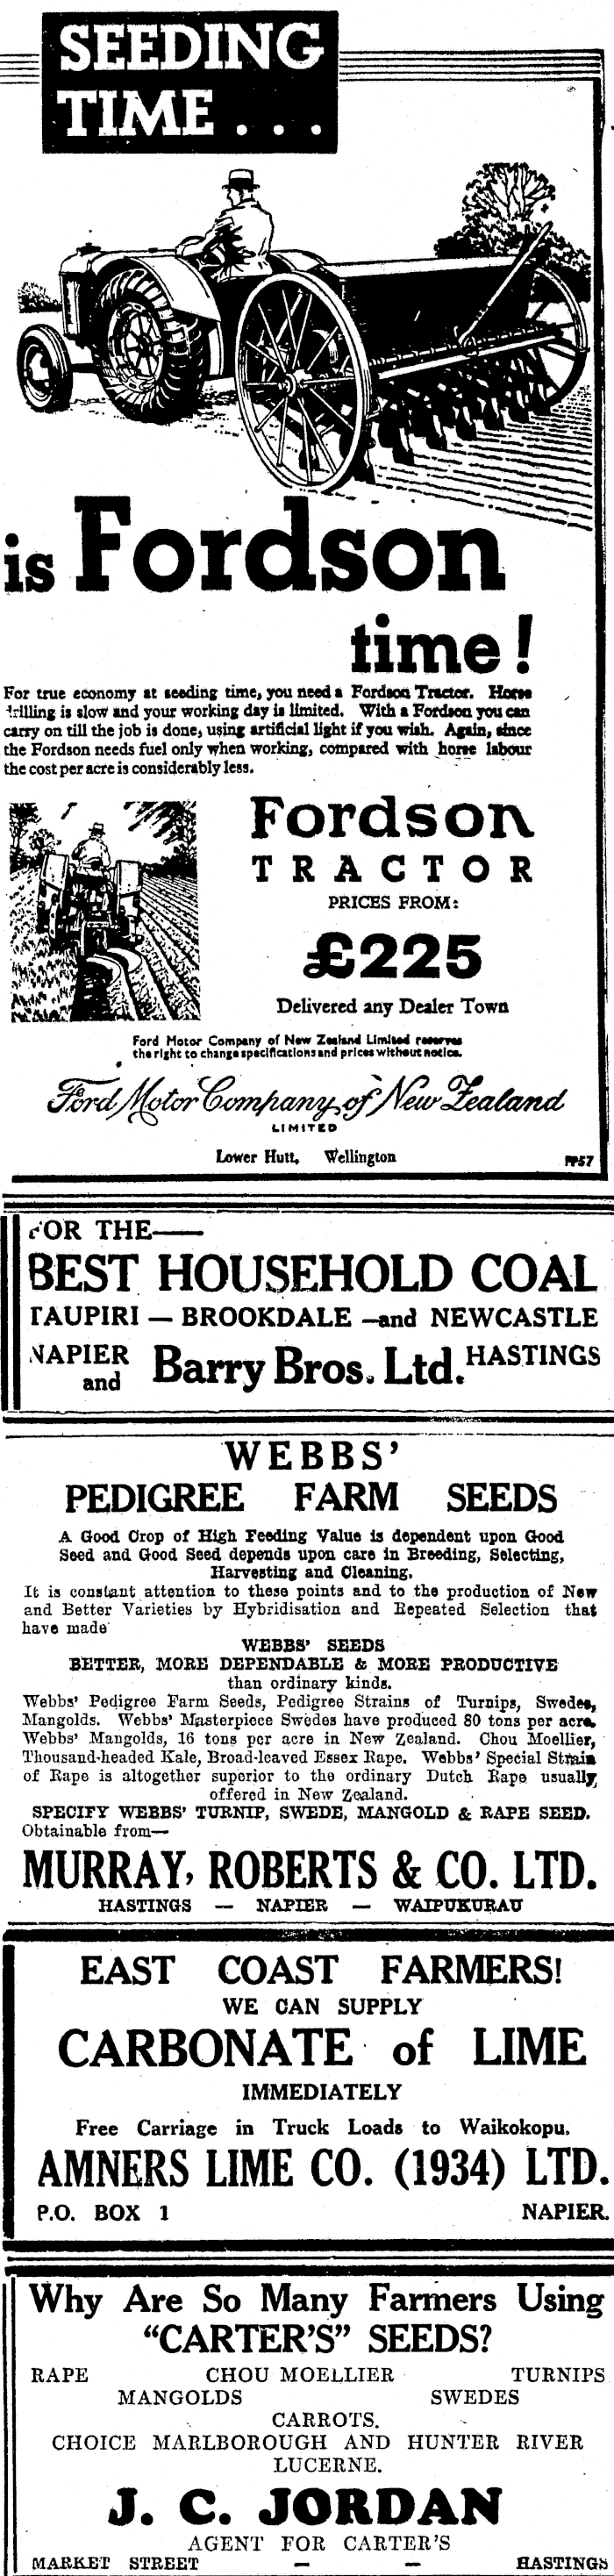 SEEDING
TIME . . .
is Fordson
time!
For true economy at seeding time, you need a Fordson Tractor. Horse
drilling is slow and your working day is limited. With a Fordson you can
carry on till the job is done, using artificial light if you wish. Again, since
the Fordson needs fuel only when working, compared with horse labour
the cost per acre is considerably less.
Fordson
TRACTOR
PRICES FROM:
£225
Delivered any Dealer Town
Ford Motor Company of New Zealand Limited reserves
the right to change specifications and prices without notice.
Ford Motor Company of New Zealand
LIMITED
Lower Hutt, Wellington
FP57
FOR THE—
BEST HOUSEHOLD COAL
TAUPIRI — BROOKDALE —and NEWCASTLE
NAPIER and Barry Bros. Ltd. HASTINGS
WEBBS'
PEDIGREE FARM SEEDS
A Good Crop of High Feeding Value is dependent upon Good
Seed and Good Seed depends upon care in Breeding, Selecting,
Harvesting and Cleaning.
It is constant attention to these points and to the production of New
and Better Varieties by Hybridisation and Repeated Selection that
have made
WEBBS' SEEDS
BETTER, MORE DEPENDABLE & MORE PRODUCTIVE
than ordinary kinds.
Webbs' Pedigree Farm Seeds, Pedigree Strains of Turnips, Swedes,
Mangolds. Webbs' Masterpiece Swedes have produced 80 tons per acre.
Webbs' Mangolds, 16 tons per acre in New Zealand. Chou Moellier,
Thousand-headed Kale, Broad-leaved Essex Rape. Webbs' Special Strain
of Rape is altogether superior to the ordinary Dutch Rape usually
offered in New Zealand.
SPECIFY WEBBS' TURNIP, SWEDE, MANGOLD & RAPE SEED.
Obtainable from—
MURRAY, ROBERTS & CO. LTD.
HASTINGS — NAPIER — WAIPUKURAU
EAST COAST FARMERS!
WE CAN SUPPLY
CARBONATE of LIME
IMMEDIATELY
Free Carriage in Truck Loads to Waikokopu.
AMNERS LIME CO. (1934) LTD.
P.O. BOX 1 NAPIER.
Why Are So Many Farmers Using
"CARTER'S" SEEDS?
RAPE CHOU MOELLIER TURNIPS
MANGOLDS SWEDES
CARROTS.
CHOICE MARLBOROUGH AND HUNTER RIVER
LUCERNE.
J. C. JORDAN
AGENT FOR CARTER'S
MARKET STREET — — HASTINGS